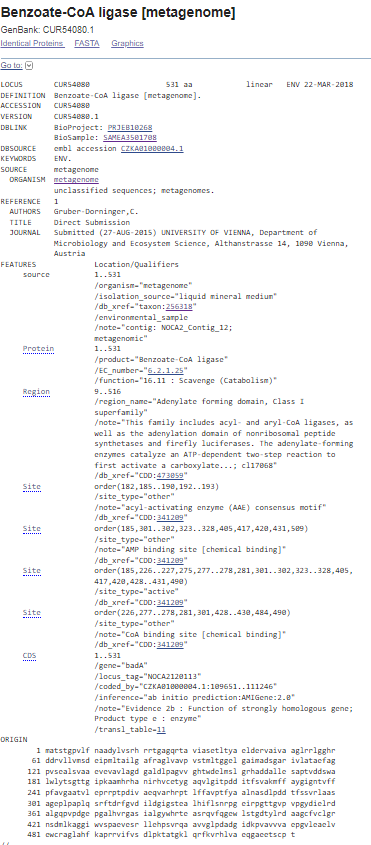 Benzoate-CoA ligase [metagenome]
GenBank: CUR54080.1
Identical Proteins FASTA Graphics
Go to:
LOCUS CUR54080 531 aa linear ENV 22-MAR-2018
DEFINITION Benzoate-CoA ligase [metagenome].
ACCESSION CUR54080
VERSION CUR54080.1
DBLINK BioProject: PRJEB10268
BioSample: SAMEA3501708
DBSOURCE embl accession CZKA01000004.1
KEYWORDS ENV.
SOURCE metagenome
ORGANISM metagenome
unclassified sequences; metagenomes.
REFERENCE 1
AUTHORS Gruber-Dorninger,C.
TITLE Direct Submission
JOURNAL Submitted (27-AUG-2015) UNIVERSITY OF VIENNA, Department of
Microbiology and Ecosystem Science, Althanstrasse 14, 1090 Vienna,
Austria
FEATURES Location/Qualifiers
source 1..531
/organism="metagenome"
/isolation_source="liquid mineral medium"
/db_xref="taxon:256318"
/environmental_sample
/note="contig: NOCA2_Contig_12;
metagenomic"
Protein 1..531
/product="Benzoate-CoA ligase"
/EC_number="6.2.1.25"
/function="16.11 : Scavenge (Catabolism)"
Region 9..516
/region_name="Adenylate forming domain, Class I
superfamily"
/note="This family includes acyl- and aryl-CoA ligases, as
well as the adenylation domain of nonribosomal peptide
synthetases and firefly luciferases. The adenylate-forming
enzymes catalyze an ATP-dependent two-step reaction to
first activate a carboxylate...; cl17068"
/db_xref="CDD:473059"
Site order(182,185..190,192..193)
/site_type="other"
/note="acyl-activating enzyme (AAE) consensus motif"
/db_xref="CDD:341209"
Site order(185,301..302,323..328,405,417,420,431,509)
/site_type="other"
/note="AMP binding site [chemical binding]"
/db_xref="CDD:341209"
Site order(185,226..227,275,277..278,281,301..302,323..328,405,
417,420,428..431,490)
/site_type="active"
/db_xref="CDD:341209"
Site order(226,277..278,281,301,428..430,484,490)
/site_type="other"
/note="CoA binding site [chemical binding]"
/db_xref="CDD:341209"
CDS 1..531
/gene="badA"
/locus_tag="NOCA2120113"
/coded_by="CZKA01000004.1:109651..111246"
/inference="ab initio prediction:AMIGene:2.0"
/note="Evidence 2b : Function of strongly homologous gene;
Product type e : enzyme"
/transl_table=11
ORIGIN
1 matstgpvlf naadylvsrh rrtgagqrta viasetltya eldervaiva aglrrlgghr
61 ddrvllvmsd eipmltailg afraglvavp vstmltggel gaimadsgar ivlataefag
121 pvsealsvaa evevavlagd galdlpagvv ghtwdelmsl grhaddalle saptvddswa
181 lwlytsgttg ipkaamhrha nirhvcetyg aqvlgitpdd itfsvakmff aygigntvff
241 pfavgaatvl eprrptpdiv aeqvarhrpt lffavptfya alnasdlpdd tfssvrlaas
301 ageplpaplq srftdrfgvd ildgigstea lhiflsnrpg eirpgttgvp vpgydielrd
361 algqpvpdge pgalhvrgas ialgywhrte asrqvfqgew lstgdtylrd aagcfvclgr
421 nsdmlkaggi wvspaevesr llehpsvrqa avvglpdadg idkpvavvva epgvleaelv
481 ewcraglahf kaprrvifvs dlpktatgkl qrfkvrhlva eqgaeetscp t
//